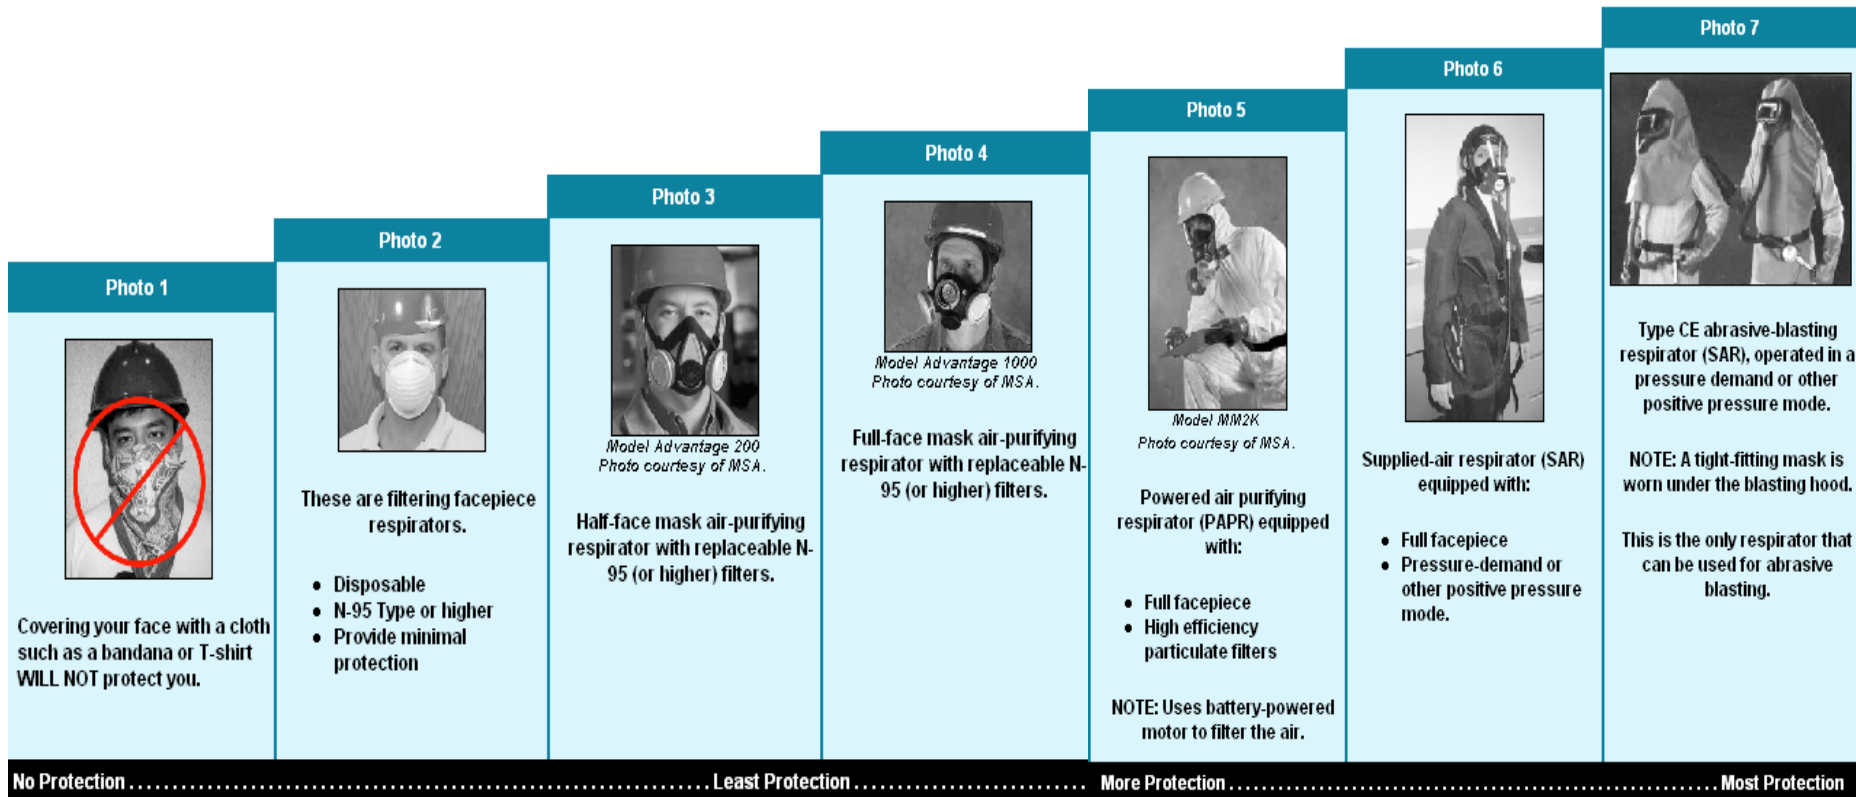 Photo 1
Covering your face with a cloth
such as a bandana or T-shirt
WILL NOT protect you.
Photo 2
These are filtering facepiece
respirators.
● Disposable
● N-95 Type or higher
● Provide minimal
protection
Photo 3
Model Advantage 200
Photo courtesy of MSA.
Half-face mask air-purifying
respirator with replaceable N-
95 (or higher) filters.
Photo 4
Model Advantage 1000
Photo courtesy of MSA.
Full-face mask air-purifying
respirator with replaceable N-
95 (or higher) filters.
Photo 5
Model MM2K
Photo courtesy of MSA.
Powered air purifying
respirator (PAPR) equipped
with:
● Full facepiece
● High efficiency
particulate filters
NOTE: Uses battery-powered
motor to filter the air.
Photo 6
Supplied-air respirator (SAR)
equipped with:
● Full facepiece
● Pressure-demand or
other positive pressure
mode.
Photo 7
Type CE abrasive-blasting
respirator (SAR), operated in a
pressure demand or other
positive pressure mode.
NOTE: A tight-fitting mask is
worn under the blasting hood.
This is the only respirator that
can be used for abrasive
blasting.
No Protection . . . . . . . . . . . . . . . . . . . . Least Protection . . . . . . . . . . . . . . . . . . . . More Protection . . . . . . . . . . . . . . . . . . . . Most Protection